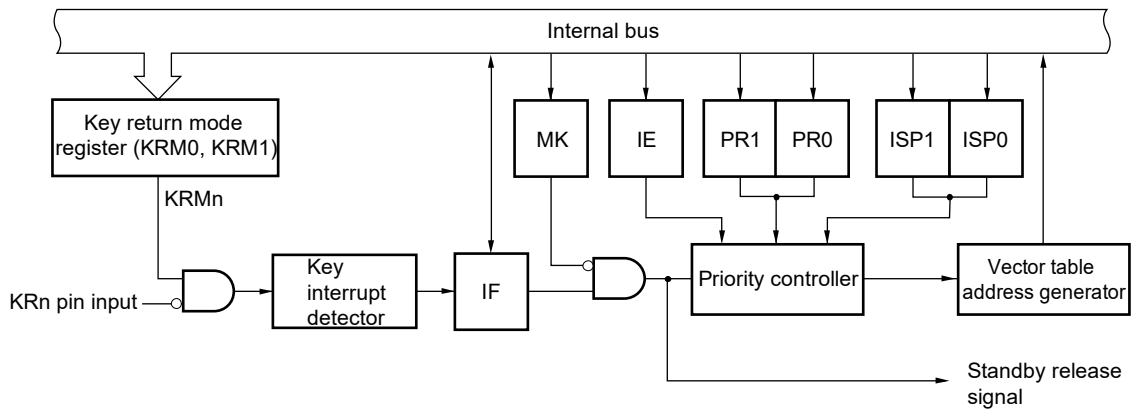 Internal bus
Key return mode
register (KRM0, KRM1)
MK
IE
PR1
PR0
ISP1
ISP0
KRMn
KRn pin input
Key
interrupt
detector
IF
Priority controller
Vector table
address generator
Standby release
signal